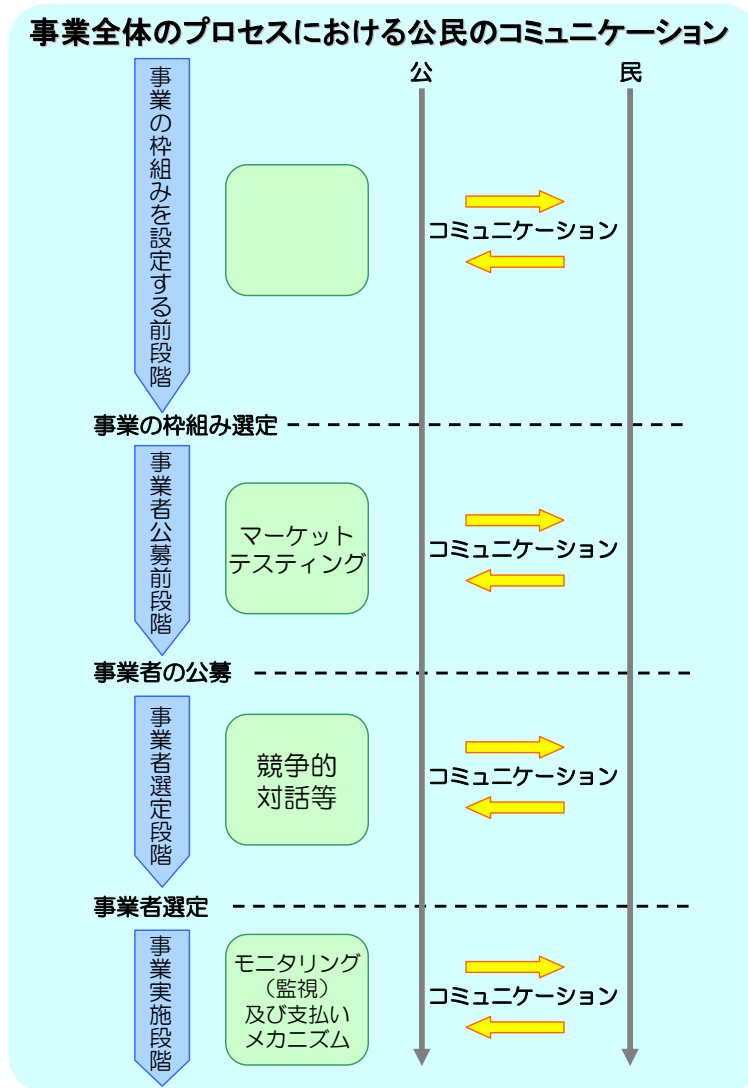 事業全体のプロセスにおける公民のコミュニケーション
公
民
事業の枠組みを設定する前段階
コミュニケーション
事業の枠組み選定
事業者公募前段階
マーケット
テスティング
コミュニケーション
事業者の公募
事業者選定段階
競争的
対話等
コミュニケーション
事業者選定
事業実施段階
モニタリング
(監視)
及び支払い
メカニズム
コミュニケーション